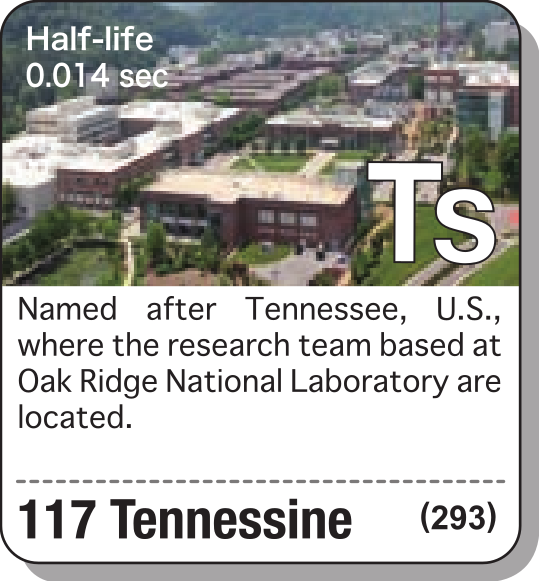 Half-life
0.014 sec
Ts
Named after Tennessee, U.S.,
where the research team based at
Oak Ridge National Laboratory are
located.
117 Tennessine (293)